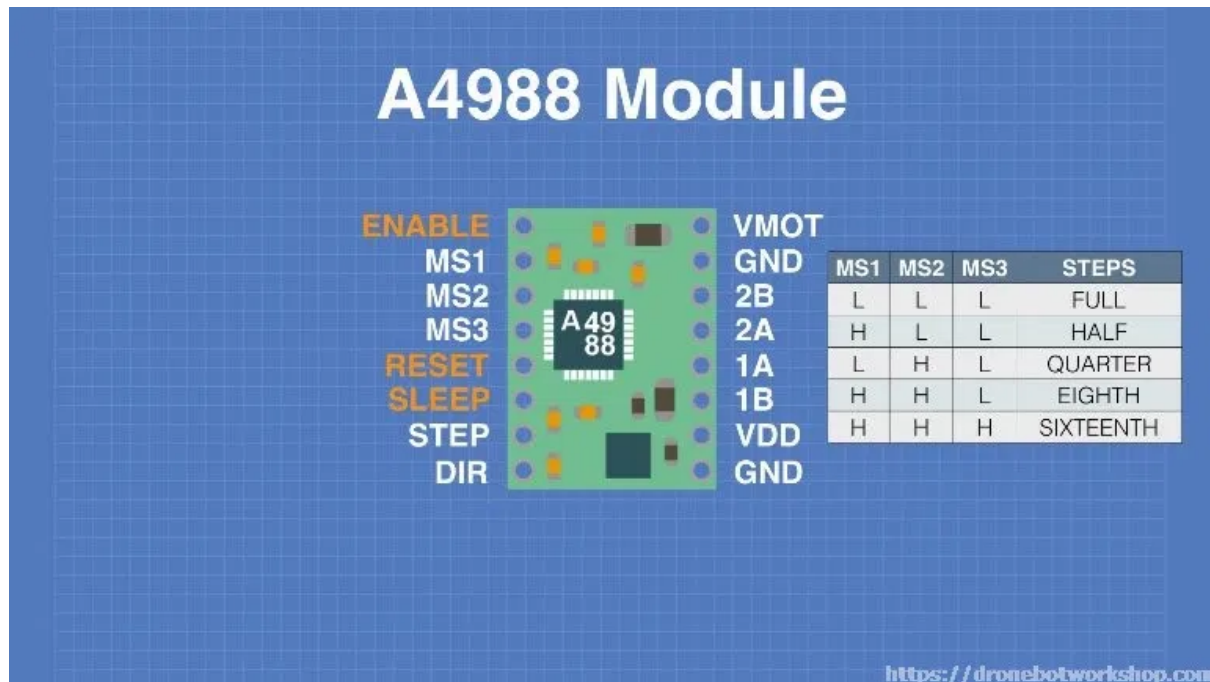 A4988 Module
ENABLE
MS1
MS2
MS3
RESET
SLEEP
STEP
DIR
A 49
88
VMOT
GND
2B
2A
1A
1B
VDD
GND
MS1 MS2 MS3 STEPS
L L L FULL
H L L HALF
L H L QUARTER
H H L EIGHTH
H H H SIXTEENTH
https://dronebotworkshop.com